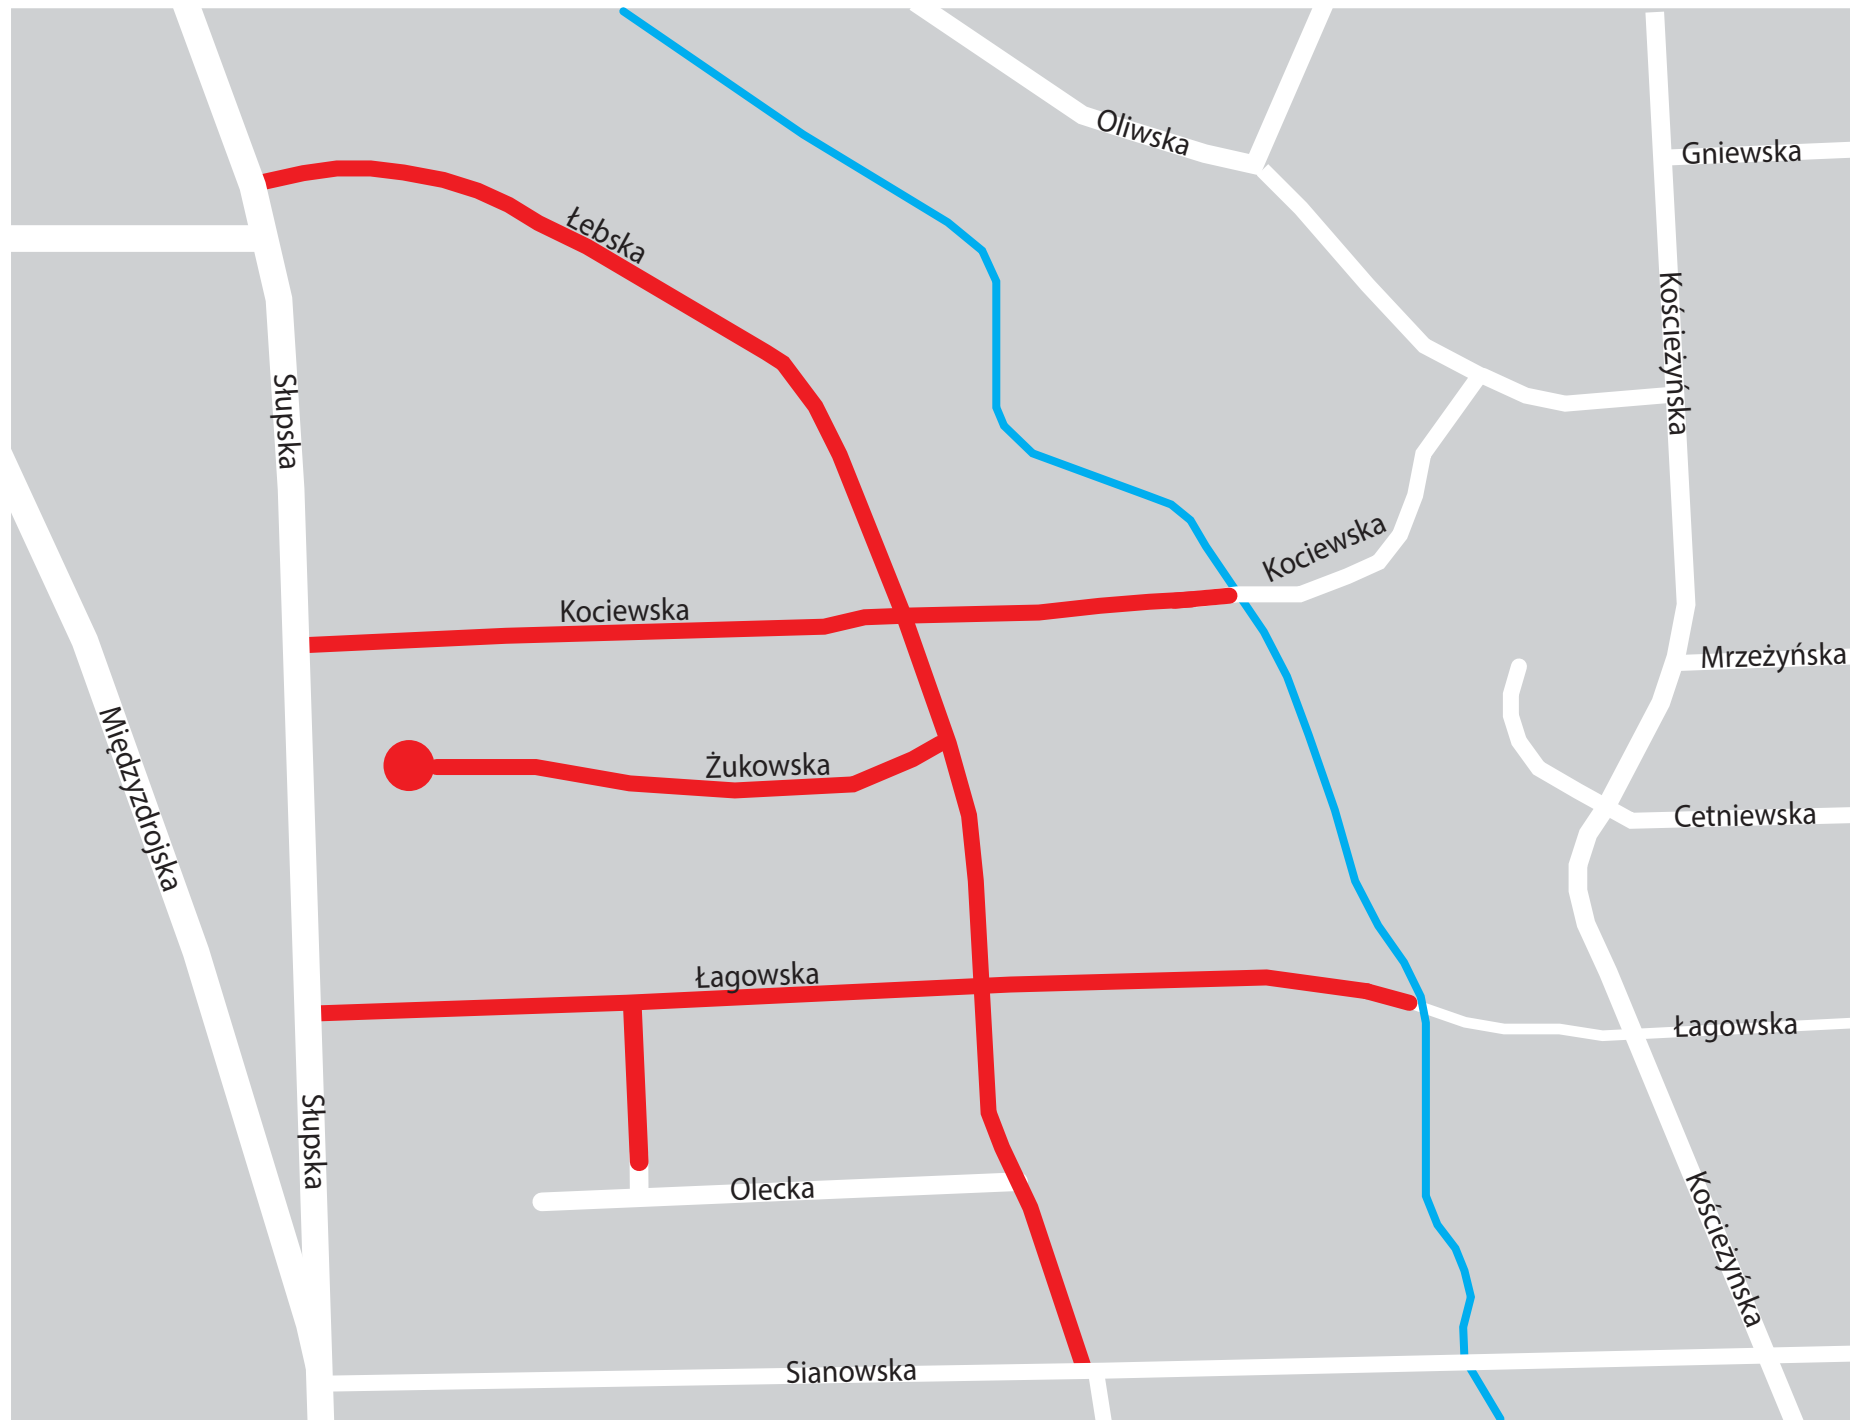 Oliwska
Gniewska
Łebska
Kościeżyńska
Słupska
Kociewska
Kociewska
Mrzeżyńska
Międzyzdrojska
Żukowska
Cetniewska
Łagowska
Łagowska
Słupska
Olecka
Kościeżyńska
Sianowska